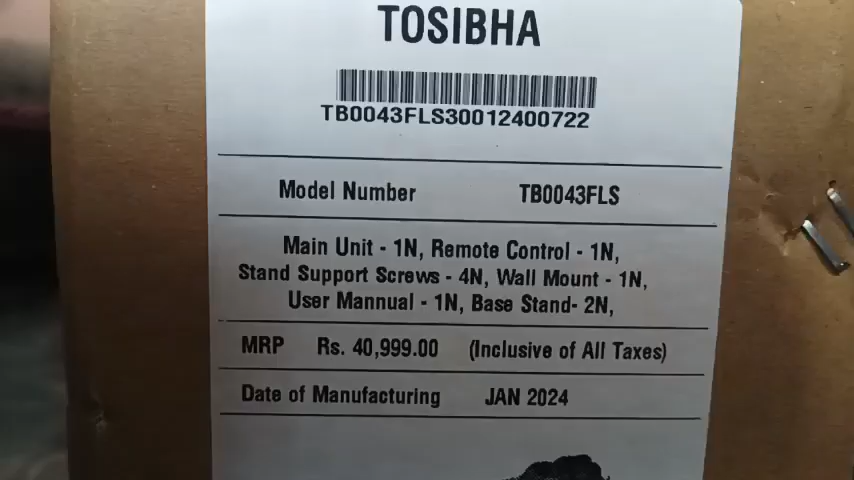 TOSIBHA
TB0043FLS30012400722
Model Number TB0043FLS
Main Unit - 1N, Remote Control - 1N,
Stand Support Screws - 4N, Wall Mount - 1N,
User Mannual - 1N, Base Stand- 2N,
MRP Rs. 40,999.00 (Inclusive of All Taxes)
Date of Manufacturing JAN 2024